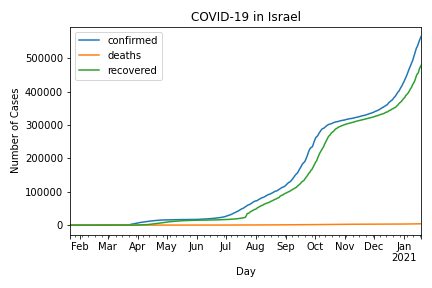 COVID-19 in Israel
confirmed
deaths
recovered
Number of Cases
500000
400000
300000
200000
100000
0
Feb Mar Apr May Jun Jul Aug Sep Oct Nov Dec Jan
2021
Day